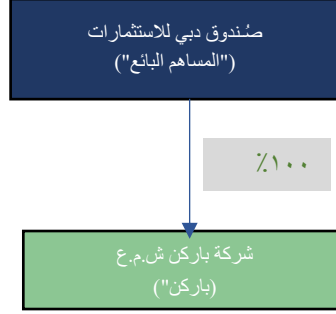 صُندوق دبي للاستثمارات
("المساهم البائع")
١٠٠٪
شركة باركن ش.م.ع
(باركن")